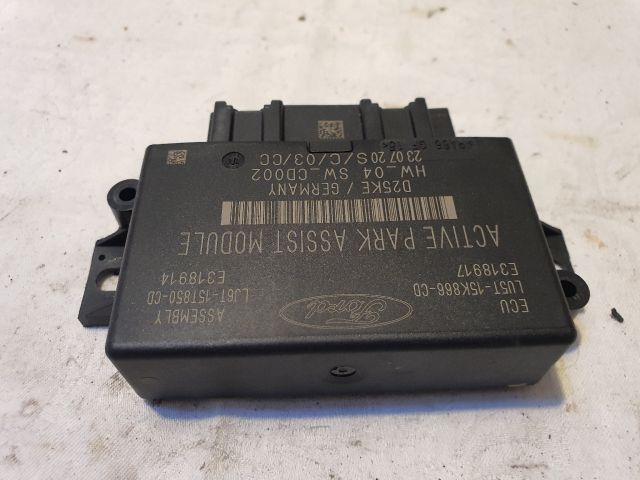 Ford
ECU
LU5T-15K866-CD
E318917
ASSEMBLY
LJ6T-15T850-CD
E318914
ACTIVE PARK ASSIST MODULE
D25KE / GERMANY
HW_04 SW_CD002
23 07 20 S/C/03/CC